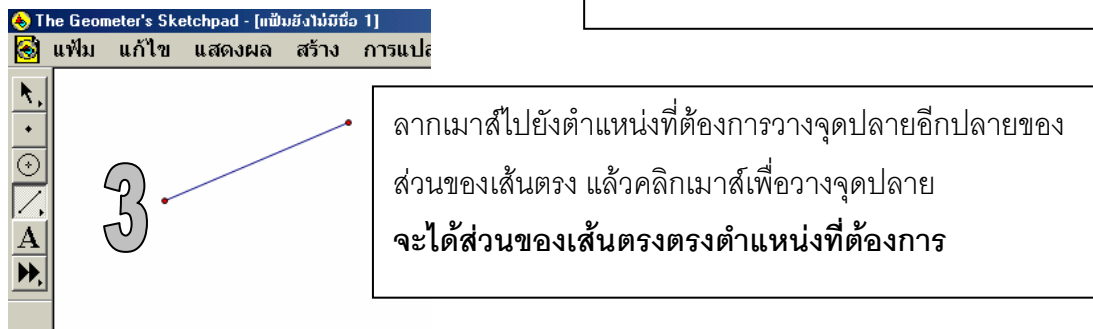 The Geometer's Sketchpad - [แฟ้มยังไม่มีชื่อ 1]
แฟ้ม แก้ไข แสดงผล สร้าง การแปล
3
A
ลากเมาส์ไปยังตำแหน่งที่ต้องการวางจุดปลายอีกปลายของ
ส่วนของเส้นตรง แล้วคลิกเมาส์เพื่อวางจุดปลาย
จะได้ส่วนของเส้นตรงตรงตำแหน่งที่ต้องการ